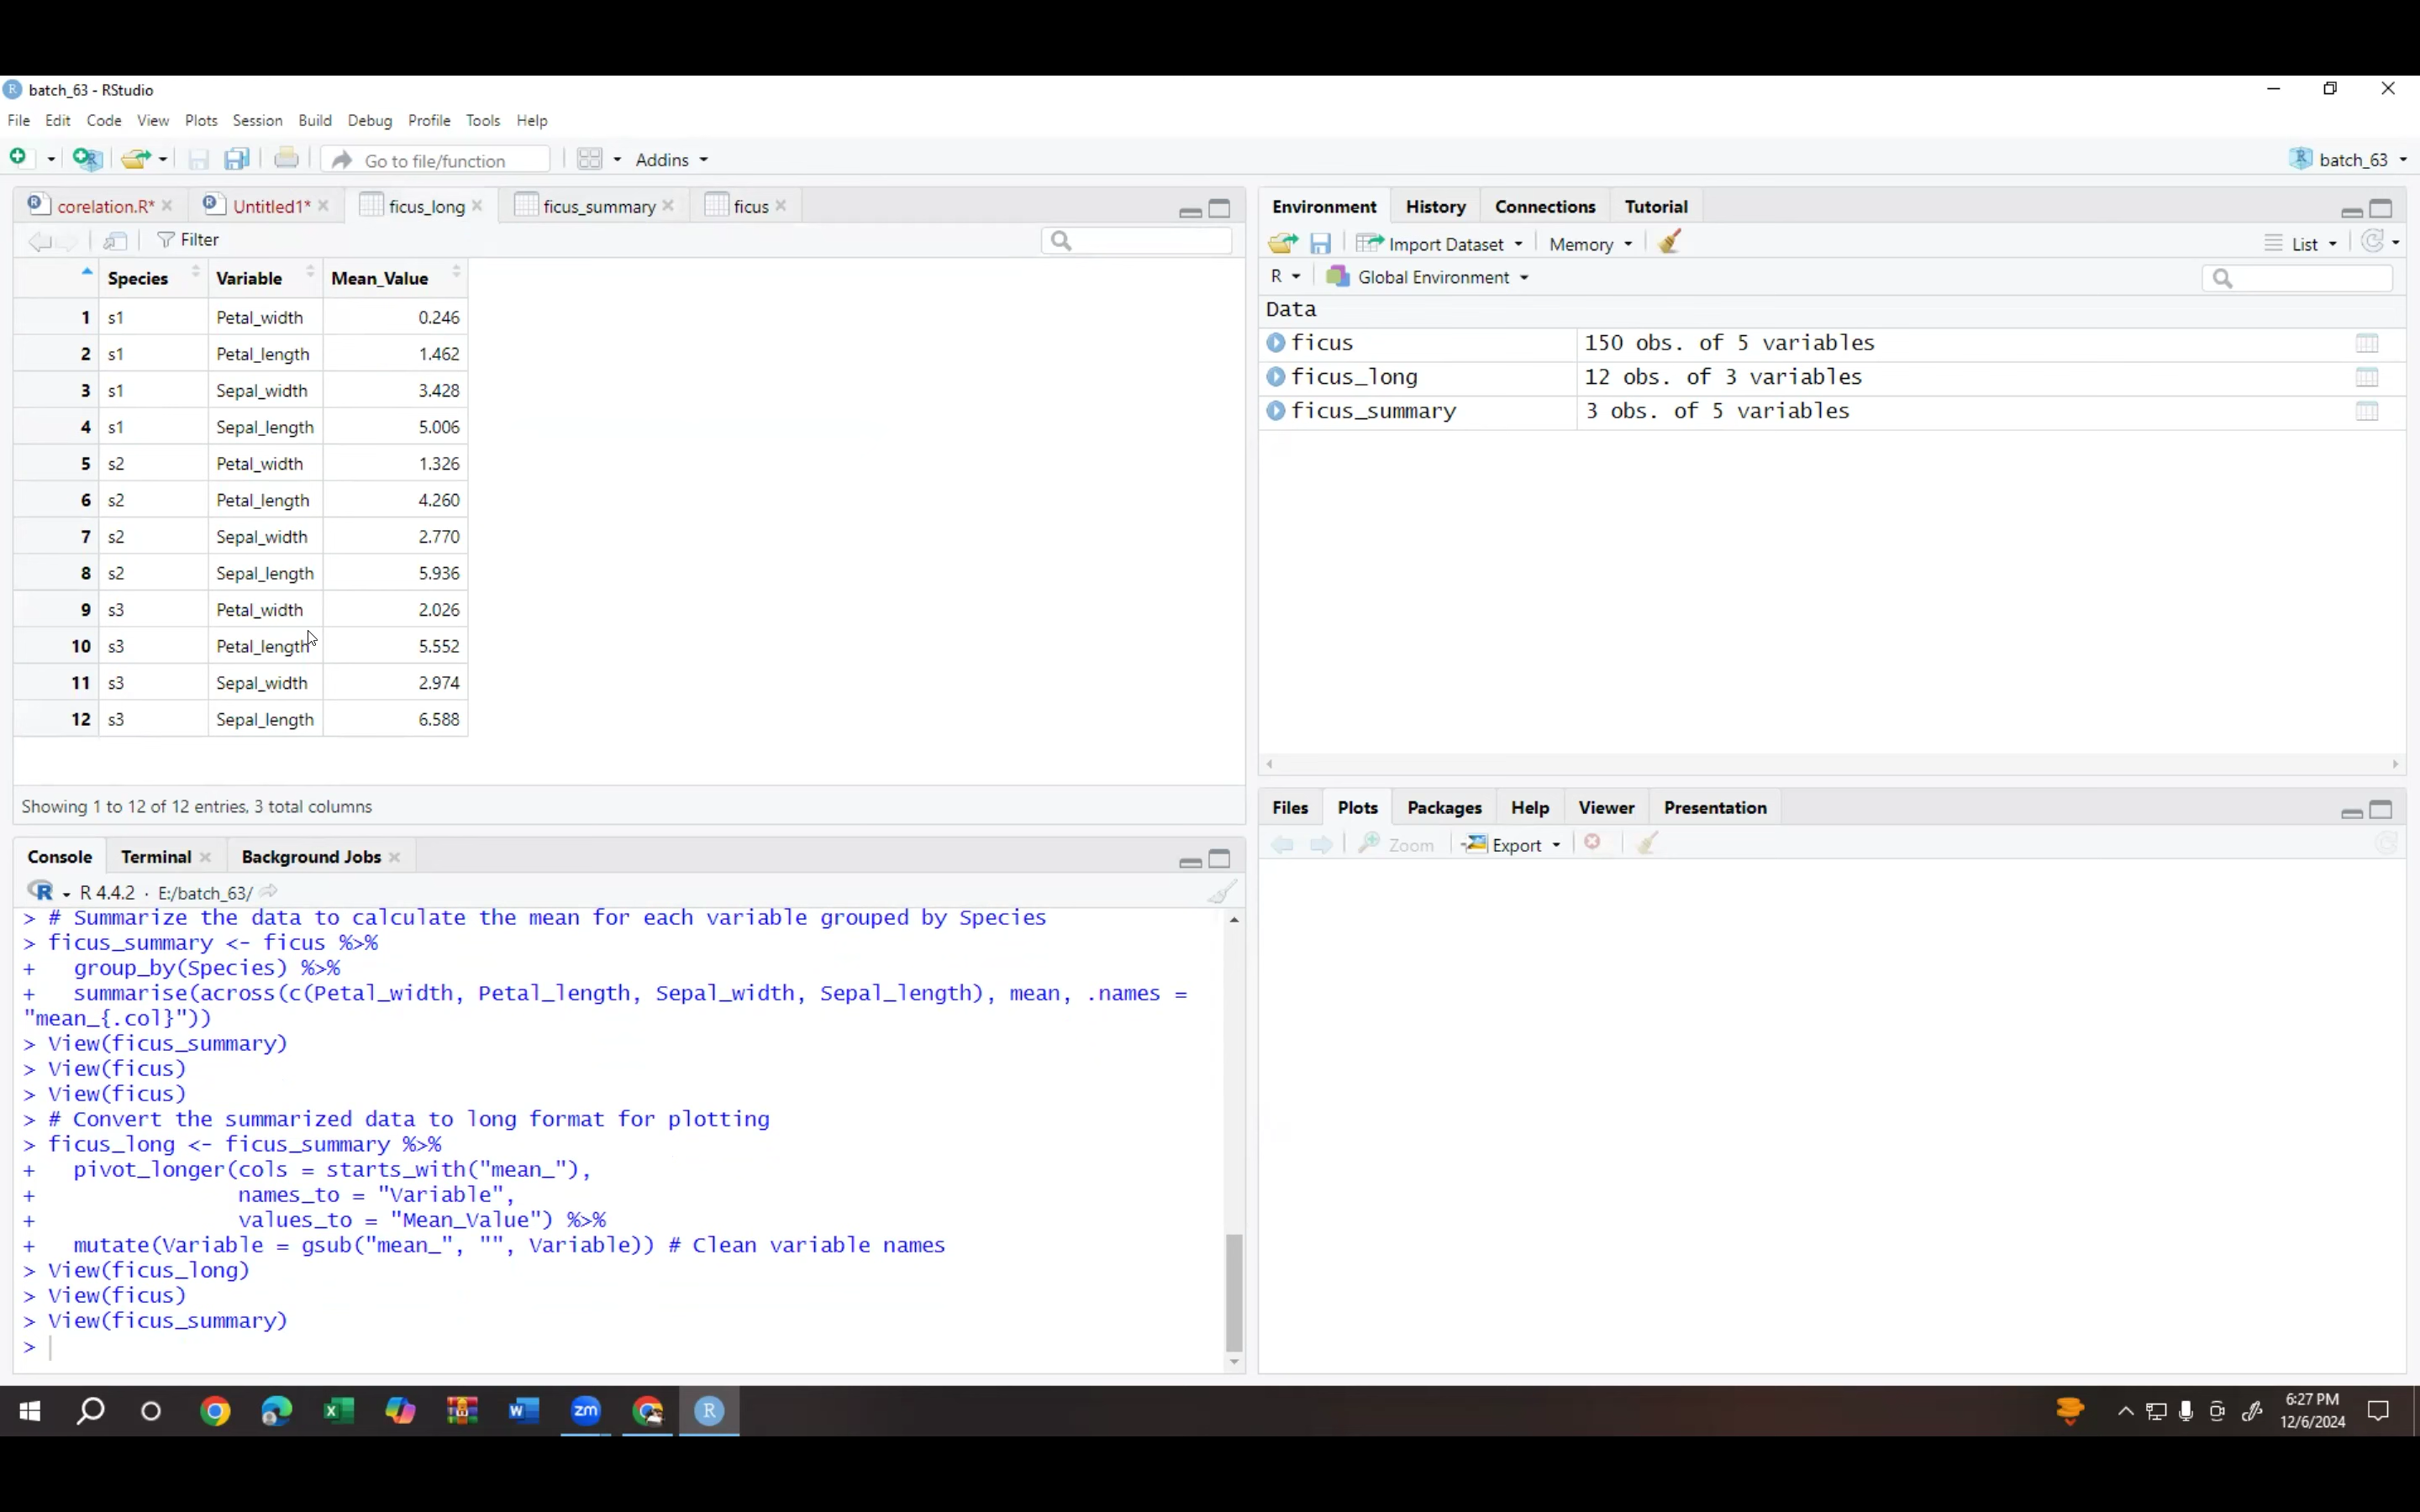 batch_63 - RStudio
File Edit Code View Plots Session Build Debug Profile Tools Help
Go to file/function Addins batch_63
corelation.R* Untitled1* ficus_long ficus_summary ficus
Filter
Species Variable Mean_Value
1 s1 Petal_width 0.246
2 s1 Petal_length 1.462
3 s1 Sepal_width 3.428
4 s1 Sepal_length 5.006
5 s2 Petal_width 1.326
6 s2 Petal_length 4.260
7 s2 Sepal_width 2.770
8 s2 Sepal_length 5.936
9 s3 Petal_width 2.026
10 s3 Petal_length 5.552
11 s3 Sepal_width 2.974
12 s3 Sepal_length 6.588
Showing 1 to 12 of 12 entries, 3 total columns
Console Terminal Background Jobs
R 4.4.2 · E:/batch_63/
> # Summarize the data to calculate the mean for each variable grouped by Species
> ficus_summary <- ficus %>%
+   group_by(Species) %>%
+   summarise(across(c(Petal_width, Petal_length, Sepal_width, Sepal_length), mean, .names =
"mean_{.col}"))
> View(ficus_summary)
> View(ficus)
> View(ficus)
> # Convert the summarized data to long format for plotting
> ficus_long <- ficus_summary %>%
+   pivot_longer(cols = starts_with("mean_"),
+                names_to = "Variable",
+                values_to = "Mean_Value") %>%
+   mutate(Variable = gsub("mean_", "", Variable)) # Clean variable names
> View(ficus_long)
> View(ficus)
> View(ficus_summary)
>
Environment History Connections Tutorial
Import Dataset Memory List
R Global Environment
Data
ficus 150 obs. of 5 variables
ficus_long 12 obs. of 3 variables
ficus_summary 3 obs. of 5 variables
Files Plots Packages Help Viewer Presentation
Zoom Export
zm
6:27 PM
12/6/2024